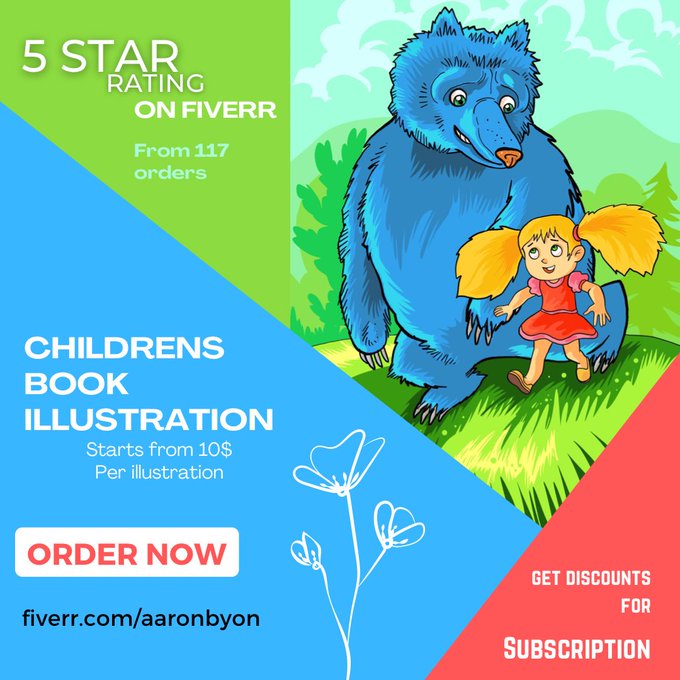 5 STAR
RATING
ON FIVERR
From 117
orders
CHILDRENS
BOOK
ILLUSTRATION
Starts from 10$
Per illustration
ORDER NOW
fiverr.com/aaronbyon
GET DISCOUNTS
FOR
SUBSCRIPTION